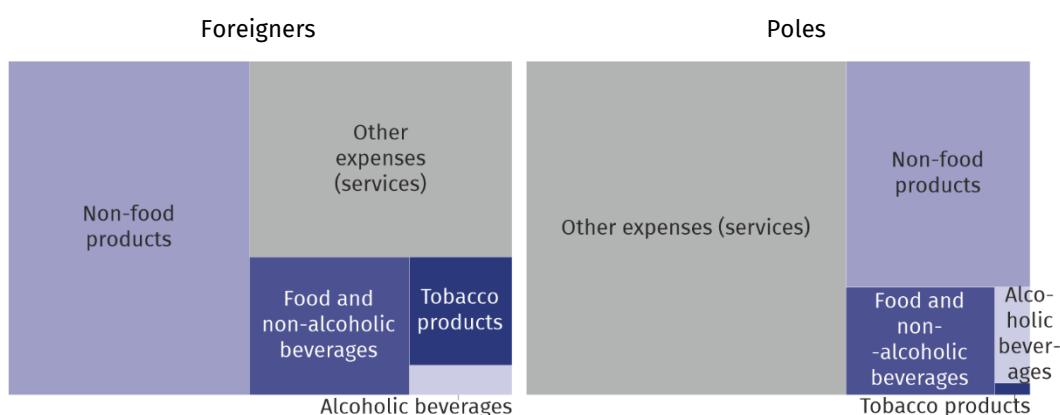 Foreigners
Non-food
products
Other
expenses
(services)
Food and
non-alcoholic
beverages
Tobacco
products
Alcoholic beverages
Poles
Other expenses (services)
Non-food
products
Food and
non-
-alcoholic
beverages
Alco-
holic
bever-
ages
Tobacco products